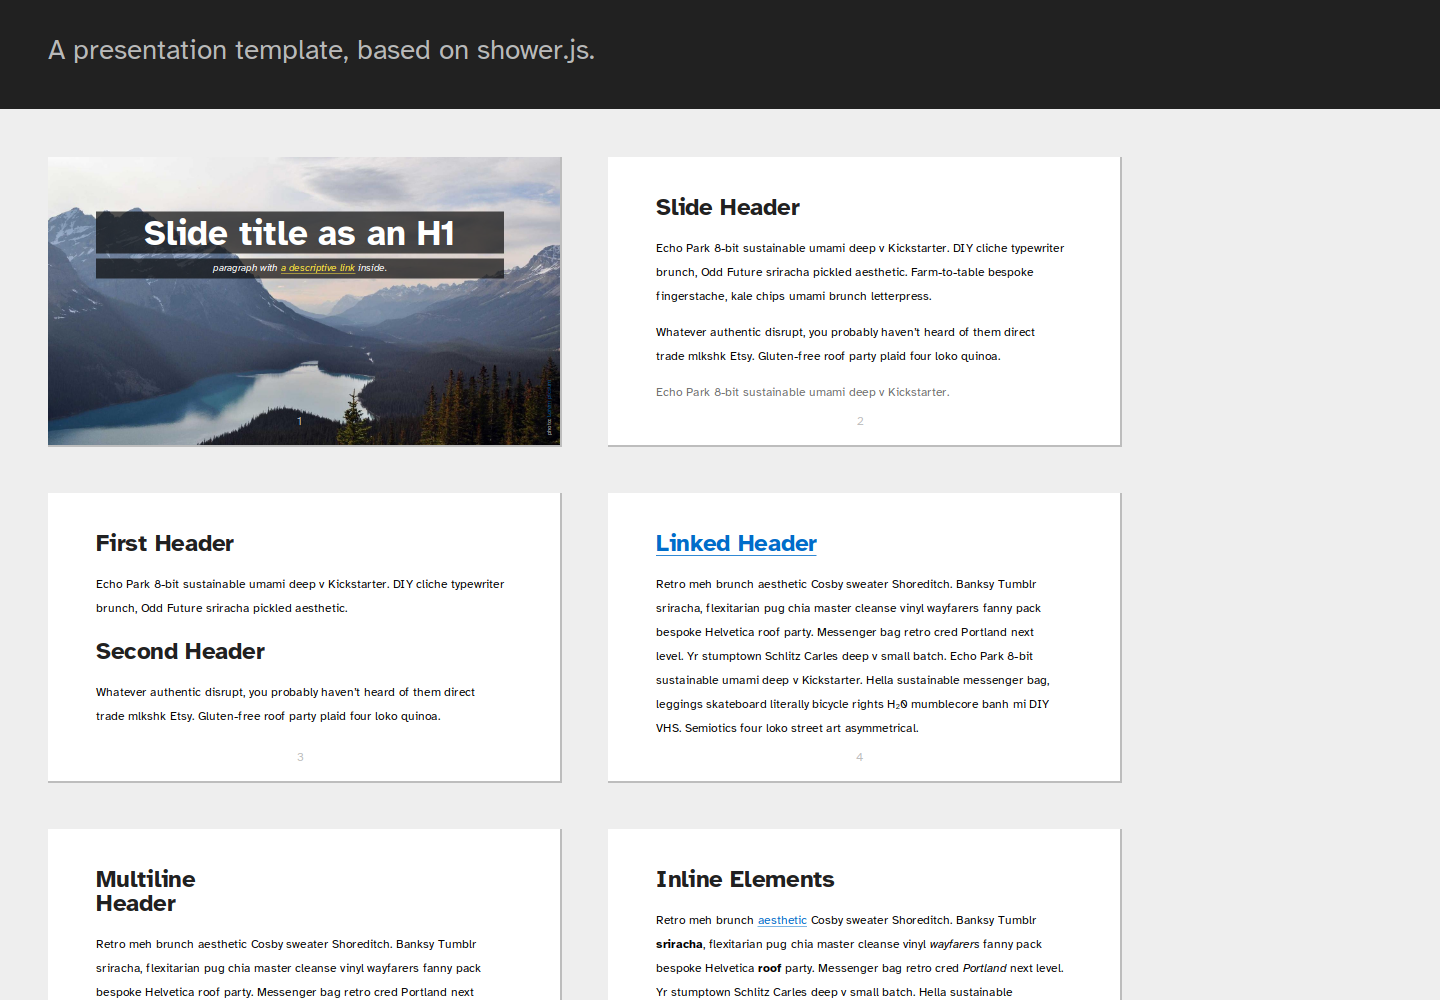 A presentation template, based on shower.js.
Slide title as an H1
paragraph with a descriptive link inside.
1
Slide Header
Echo Park 8-bit sustainable umami deep v Kickstarter. DIY cliche typewriter
brunch, Odd Future sriracha pickled aesthetic. Farm-to-table bespoke
fingerstache, kale chips umami brunch letterpress.
Whatever authentic disrupt, you probably haven't heard of them direct
trade mlkshk Etsy. Gluten-free roof party plaid four loko quinoa.
Echo Park 8-bit sustainable umami deep v Kickstarter.
2
First Header
Echo Park 8-bit sustainable umami deep v Kickstarter. DIY cliche typewriter
brunch, Odd Future sriracha pickled aesthetic.
Second Header
Whatever authentic disrupt, you probably haven't heard of them direct
trade mlkshk Etsy. Gluten-free roof party plaid four loko quinoa.
3
Linked Header
Retro meh brunch aesthetic Cosby sweater Shoreditch. Banksy Tumblr
sriracha, flexitarian pug chia master cleanse vinyl wayfarers fanny pack
bespoke Helvetica roof party. Messenger bag retro cred Portland next
level. Yr stumptown Schlitz Carles deep v small batch. Echo Park 8-bit
sustainable umami deep v Kickstarter. Hella sustainable messenger bag,
leggings skateboard literally bicycle rights H₂0 mumblecore banh mi DIY
VHS. Semiotics four loko street art asymmetrical.
4
Multiline
Header
Retro meh brunch aesthetic Cosby sweater Shoreditch. Banksy Tumblr
sriracha, flexitarian pug chia master cleanse vinyl wayfarers fanny pack
bespoke Helvetica roof party. Messenger bag retro cred Portland next
Inline Elements
Retro meh brunch aesthetic Cosby sweater Shoreditch. Banksy Tumblr
sriracha, flexitarian pug chia master cleanse vinyl wayfarers fanny pack
bespoke Helvetica roof party. Messenger bag retro cred Portland next level.
Yr stumptown Schlitz Carles deep v small batch. Hella sustainable